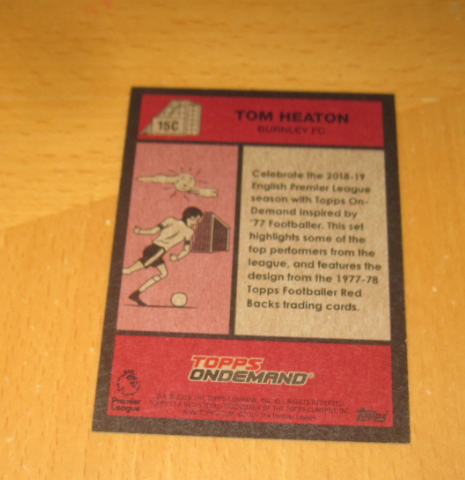 15C
TOM HEATON
BURNLEY FC
Celebrate the 2018-19
English Premier League
season with Topps On-
Demand Inspired by
'77 Footballer. This set
highlights some of the
top performers from the
league, and features the
design from the 1977-78
Topps Footballer Red
Backs trading cards.
TOPPS
ONDEMAND
Premier
League
Topps